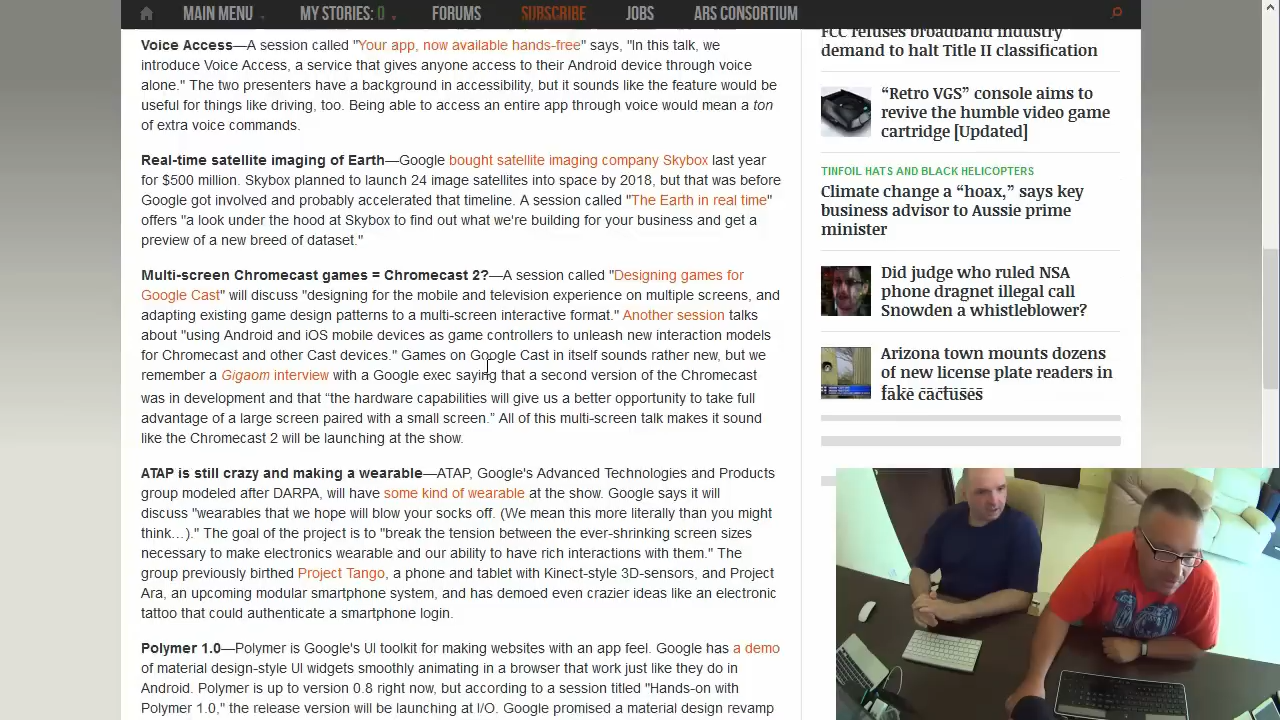 MAIN MENU
MY STORIES: 0
FORUMS
SUBSCRIBE
JOBS
ARS CONSORTIUM
Voice Access—A session called "Your app, now available hands-free" says, "In this talk, we
introduce Voice Access, a service that gives anyone access to their Android device through voice
alone." The two presenters have a background in accessibility, but it sounds like the feature would be
useful for things like driving, too. Being able to access an entire app through voice would mean a ton
of extra voice commands.
Real-time satellite imaging of Earth—Google bought satellite imaging company Skybox last year
for $500 million. Skybox planned to launch 24 image satellites into space by 2018, but that was before
Google got involved and probably accelerated that timeline. A session called "The Earth in real time"
offers "a look under the hood at Skybox to find out what we're building for your business and get a
preview of a new breed of dataset."
Multi-screen Chromecast games = Chromecast 2?—A session called "Designing games for
Google Cast" will discuss "designing for the mobile and television experience on multiple screens, and
adapting existing game design patterns to a multi-screen interactive format." Another session talks
about "using Android and iOS mobile devices as game controllers to unleash new interaction models
for Chromecast and other Cast devices." Games on Google Cast in itself sounds rather new, but we
remember a Gigaom interview with a Google exec saying that a second version of the Chromecast
was in development and that “the hardware capabilities will give us a better opportunity to take full
advantage of a large screen paired with a small screen.” All of this multi-screen talk makes it sound
like the Chromecast 2 will be launching at the show.
ATAP is still crazy and making a wearable—ATAP, Google's Advanced Technologies and Products
group modeled after DARPA, will have some kind of wearable at the show. Google says it will
discuss "wearables that we hope will blow your socks off. (We mean this more literally than you might
think…)." The goal of the project is to "break the tension between the ever-shrinking screen sizes
necessary to make electronics wearable and our ability to have rich interactions with them." The
group previously birthed Project Tango, a phone and tablet with Kinect-style 3D-sensors, and Project
Ara, an upcoming modular smartphone system, and has demoed even crazier ideas like an electronic
tattoo that could authenticate a smartphone login.
Polymer 1.0—Polymer is Google's UI toolkit for making websites with an app feel. Google has a demo
of material design-style UI widgets smoothly animating in a browser that work just like they do in
Android. Polymer is up to version 0.8 right now, but according to a session titled "Hands-on with
Polymer 1.0," the release version will be launching at I/O. Google promised a material design revamp
FCC refuses broadband industry
demand to halt Title II classification
“Retro VGS” console aims to
revive the humble video game
cartridge [Updated]
TINFOIL HATS AND BLACK HELICOPTERS
Climate change a “hoax,” says key
business advisor to Aussie prime
minister
Did judge who ruled NSA
phone dragnet illegal call
Snowden a whistleblower?
Arizona town mounts dozens
of new license plate readers in
fake cactuses